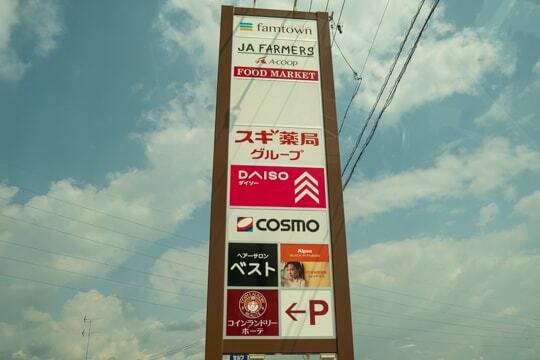 famtown
JA FARMERS
A·COOP
FOOD MARKET
スギ薬局
グループ
DAISO
ダイソー
COSMO
ヘアーサロン
ベスト
Alpen
コインランドリー
ボーテ
←P